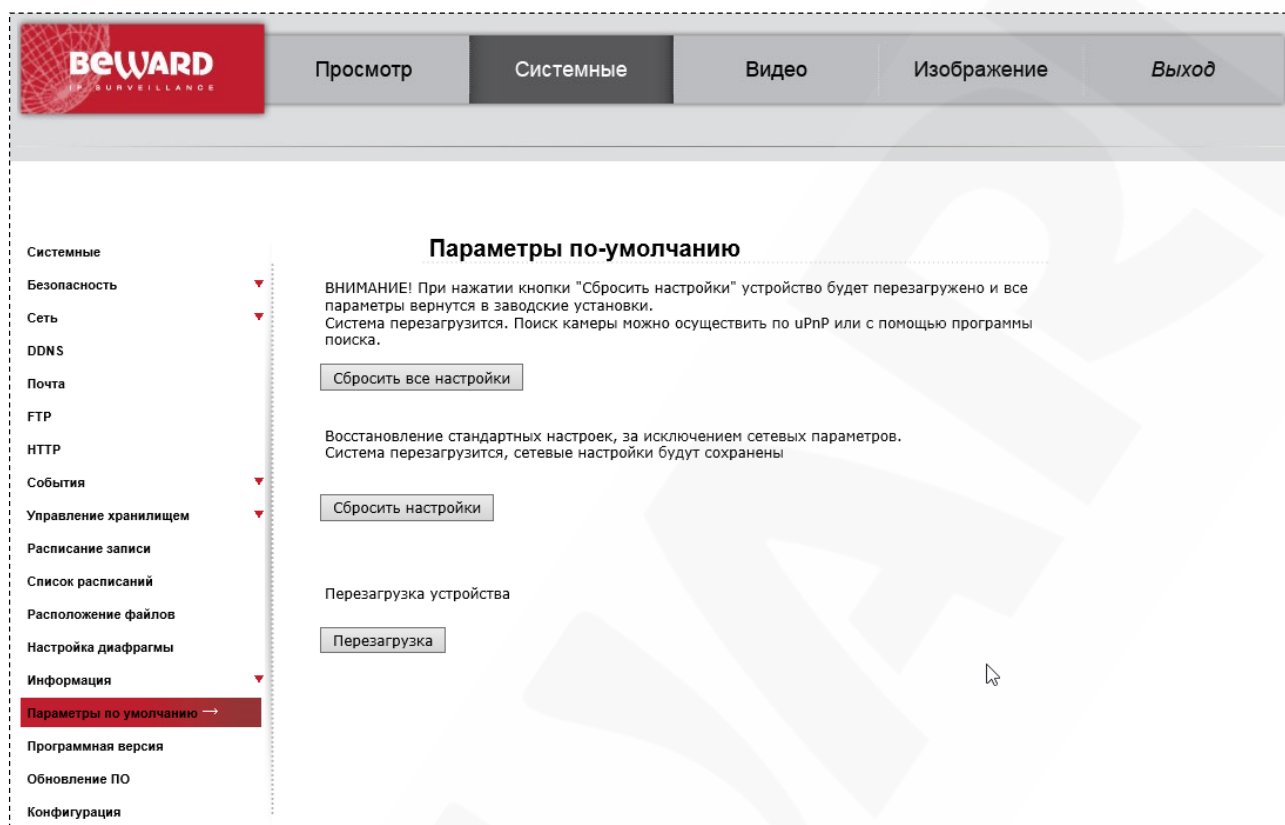 BEWARD
IP SURVEILLANCE
Просмотр
Системные
Видео
Изображение
Выход
Системные
Безопасность
Сеть
DDNS
Почта
FTP
HTTP
События
Управление хранилищем
Расписание записи
Список расписаний
Расположение файлов
Настройка диафрагмы
Информация
Параметры по умолчанию →
Программная версия
Обновление ПО
Конфигурация
Параметры по-умолчанию
ВНИМАНИЕ! При нажатии кнопки "Сбросить настройки" устройство будет перезагружено и все
параметры вернутся в заводские установки.
Система перезагрузится. Поиск камеры можно осуществить по uPnP или с помощью программы
поиска.
Сбросить все настройки
Восстановление стандартных настроек, за исключением сетевых параметров.
Система перезагрузится, сетевые настройки будут сохранены
Сбросить настройки
Перезагрузка устройства
Перезагрузка